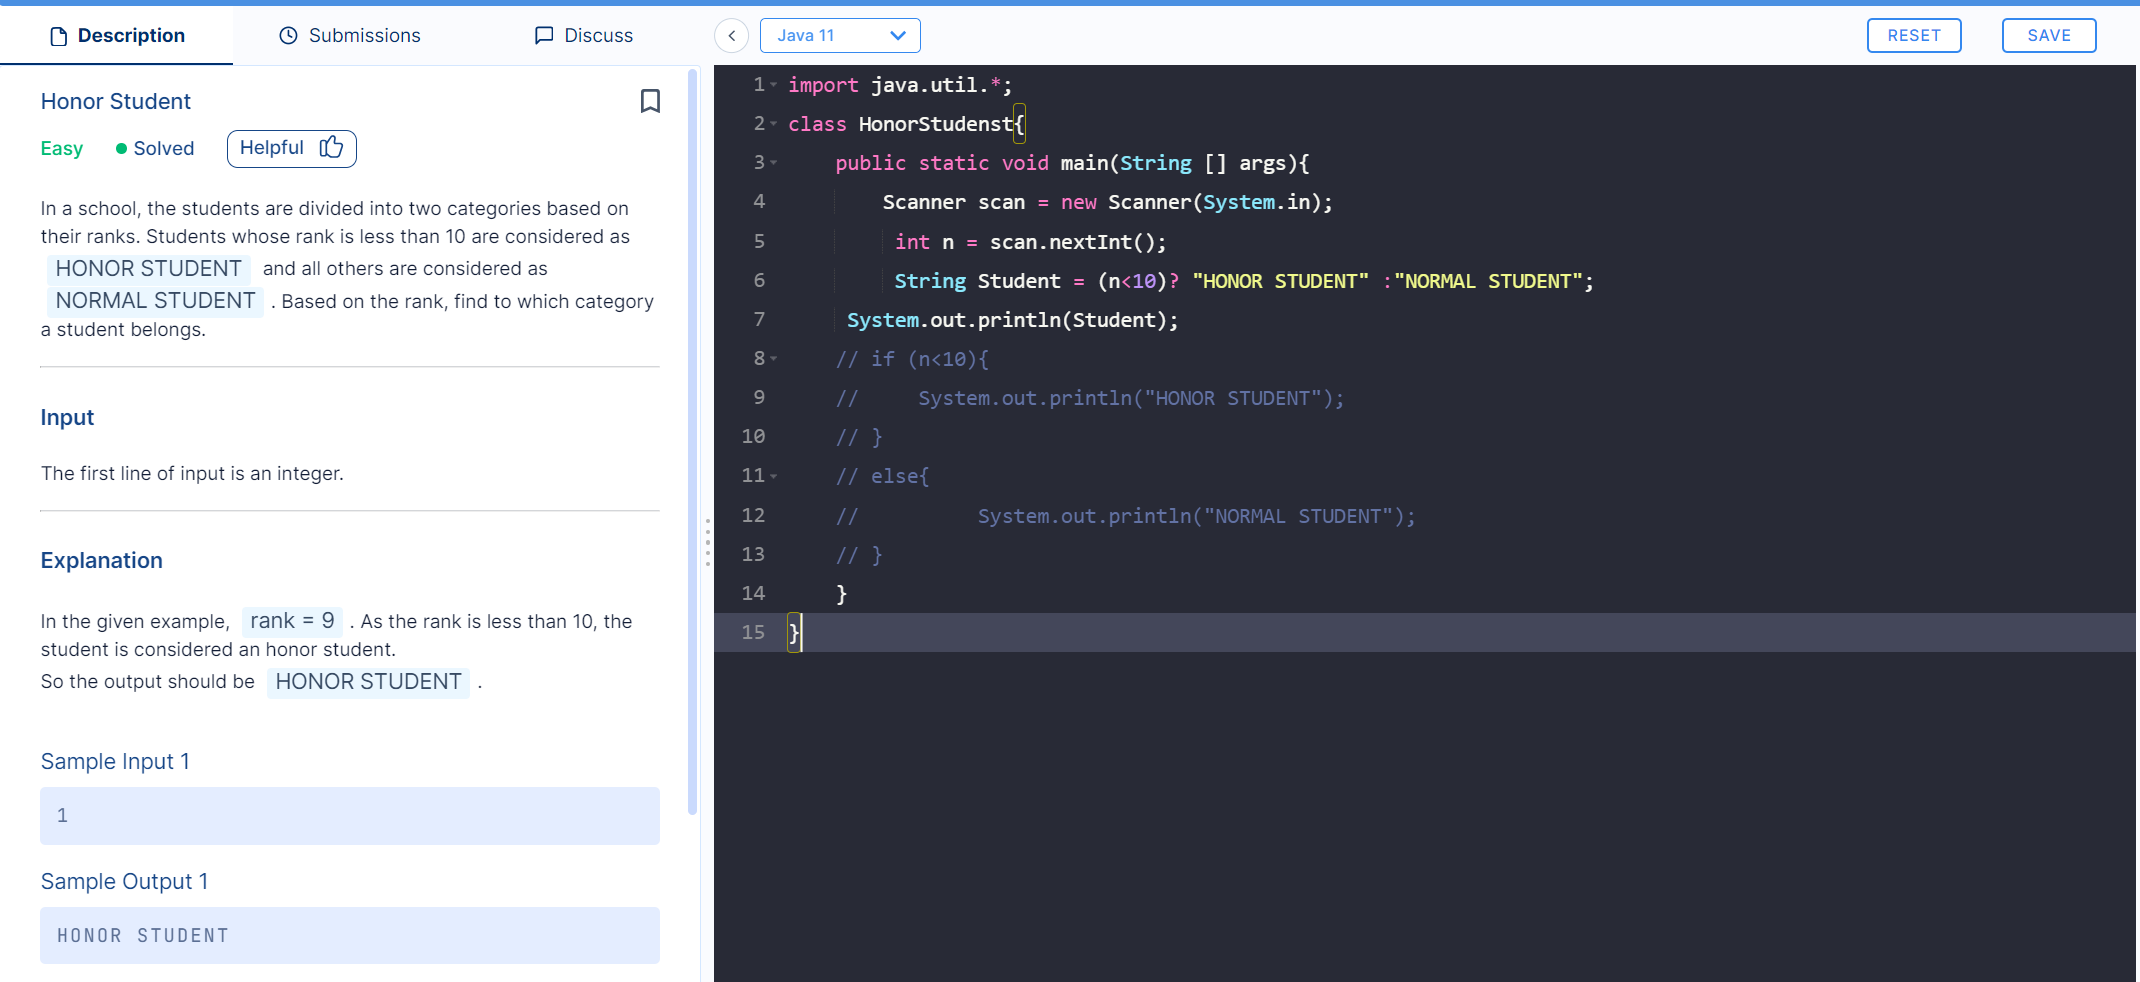 Description
Submissions
Discuss
Java 11
RESET
SAVE
Honor Student
Easy
Solved
Helpful
In a school, the students are divided into two categories based on
their ranks. Students whose rank is less than 10 are considered as
HONOR STUDENT and all others are considered as
NORMAL STUDENT . Based on the rank, find to which category
a student belongs.
Input
The first line of input is an integer.
Explanation
In the given example, rank = 9 . As the rank is less than 10, the
student is considered an honor student.
So the output should be HONOR STUDENT .
Sample Input 1
1
Sample Output 1
HONOR STUDENT
1 import java.util.*;
2 class HonorStudenst{
3 public static void main(String [] args){
4 Scanner scan = new Scanner(System.in);
5 int n = scan.nextInt();
6 String Student = (n<10)? "HONOR STUDENT" :"NORMAL STUDENT";
7 System.out.println(Student);
8 // if (n<10){
9 // System.out.println("HONOR STUDENT");
10 // }
11 // else{
12 // System.out.println("NORMAL STUDENT");
13 // }
14 }
15 }